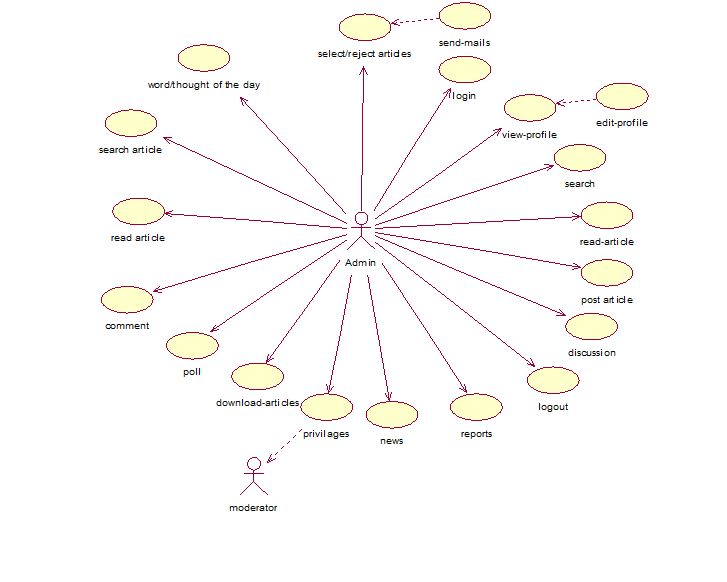 send-mails
select/reject articles
word/thought of the day
login
edit-profile
view-profile
search article
search
read article
read-article
Admin
post article
comment
discussion
poll
download-articles
logout
privilages
news
reports
moderator